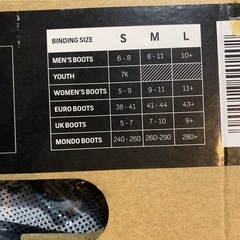 BINDING SIZE S M L
MEN'S BOOTS 6 - 8 8 - 11 10+
YOUTH 7K
WOMEN'S BOOTS 5 - 9 9 - 11 11+
EURO BOOTS 38 - 41 41 - 44 43+
UK BOOTS 5 - 7 7 - 10 9+
MONDO BOOTS 240 - 260 260-290 280+